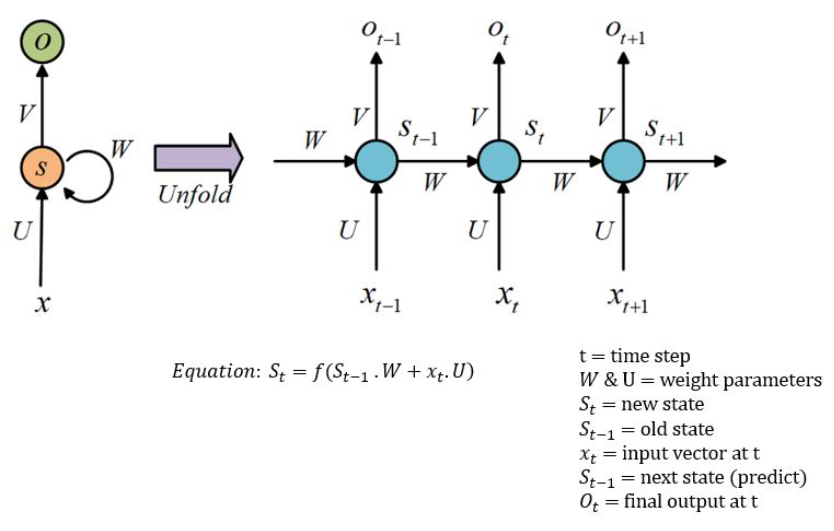 O
V
S
W
U
x
Unfold
O_{t−1} O_t O_{t+1}
V V V
W S_{t−1} S_t S_{t+1}
W W W
U U U
x_{t−1} x_t x_{t+1}
Equation: S_t = f(S_{t−1} . W + x_t. U)
t = time step
W & U = weight parameters
S_t = new state
S_{t−1} = old state
x_t = input vector at t
S_{t−1} = next state (predict)
O_t = final output at t